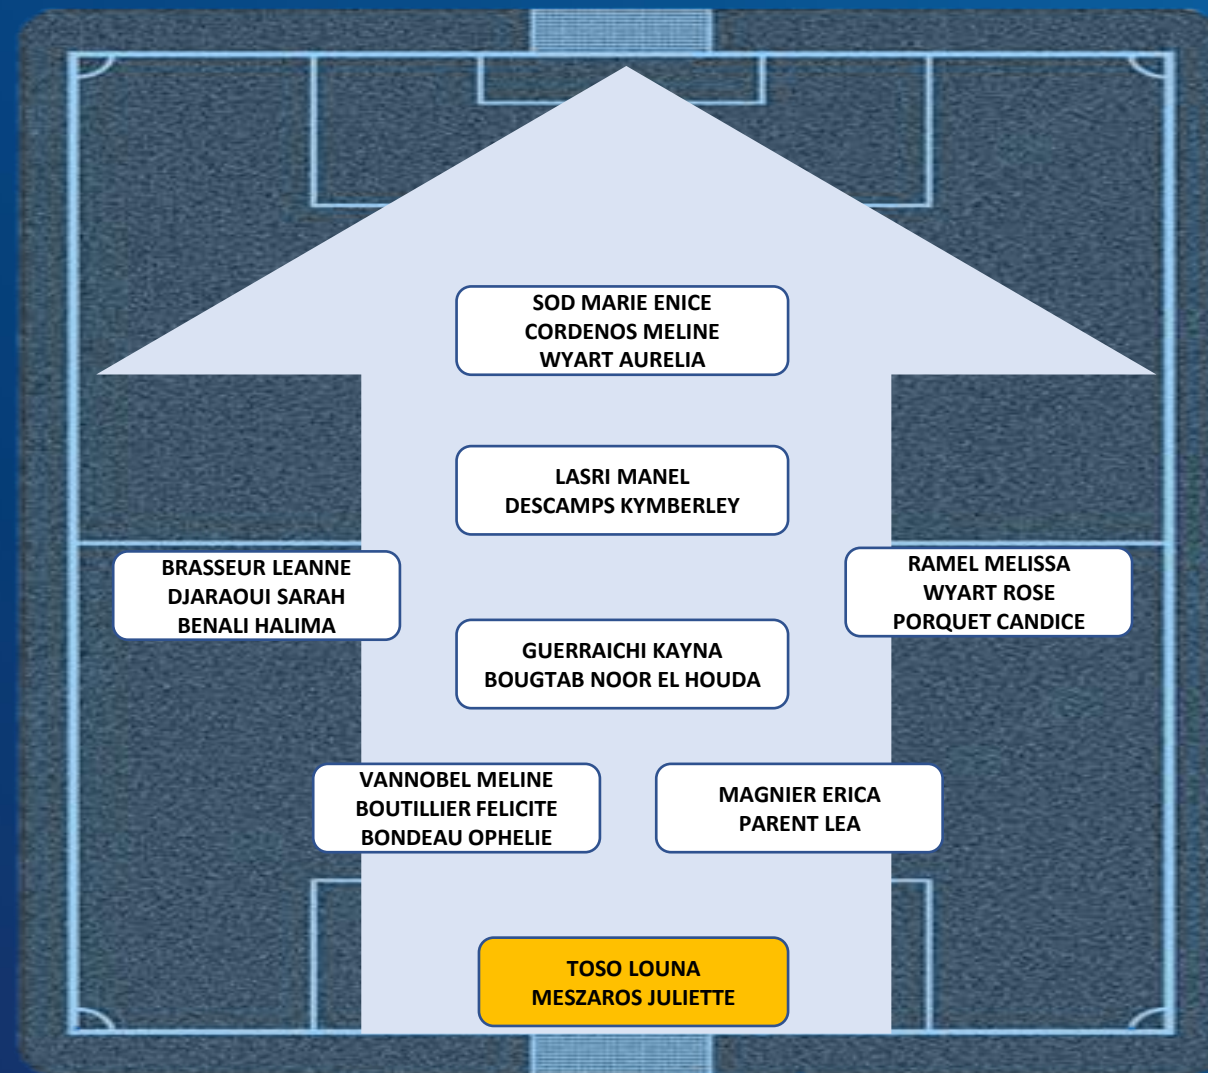 SOD MARIE ENICE
CORDENOS MELINE
WYART AURELIA
LASRI MANEL
DESCAMPS KYMBERLEY
BRASSEUR LEANNE
DJARAOUI SARAH
BENALI HALIMA
RAMEL MELISSA
WYART ROSE
PORQUET CANDICE
GUERRAICHI KAYNA
BOUGTAB NOOR EL HOUDA
VANNOBEL MELINE
BOUTILLIER FELICITE
BONDEAU OPHELIE
MAGNIER ERICA
PARENT LEA
TOSO LOUNA
MESZAROS JULIETTE